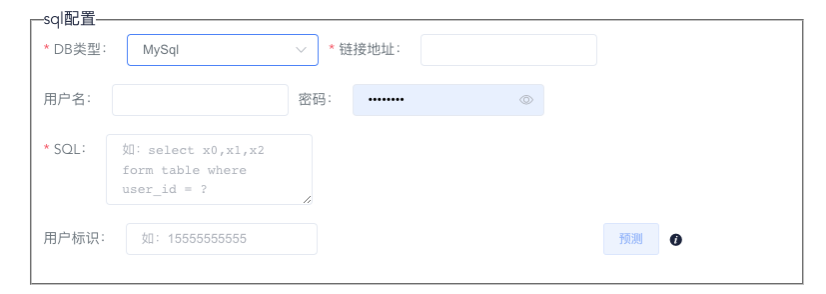 sql配置
* DB类型： MySql * 链接地址：
用户名： 密码： ••••••••
* SQL： 如：select x0,x1,x2
form table where
user_id = ?
用户标识： 如：15555555555 预测